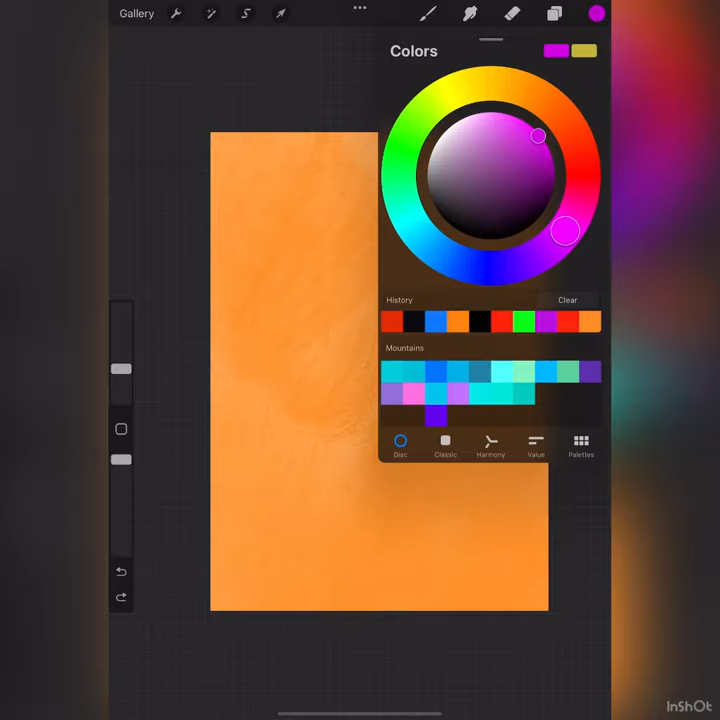 Gallery
Colors
History
Clear
Mountains
Disc
Classic
Harmony
Value
Palettes
InShOt